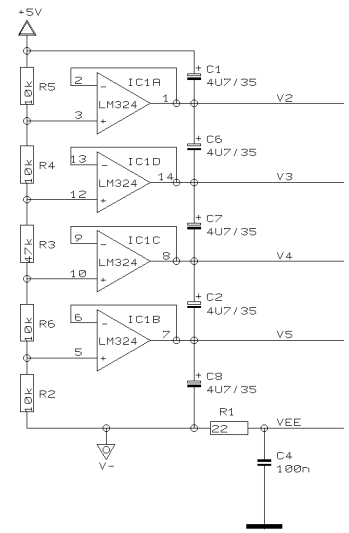 +5V
+ C1
4U7/35
2 IC1A
10k R5
LM324 1 V2
3
+ C6
4U7/35
13 IC1D
10k R4
LM324 14 V3
12
+ C7
4U7/35
9 IC1C
47k R3
LM324 8 V4
10
+ C2
4U7/35
6 IC1B
10k R6
LM324 7 V5
5
+ C8
4U7/35
10k R2
R1
22 VEE
V-
C4
100n